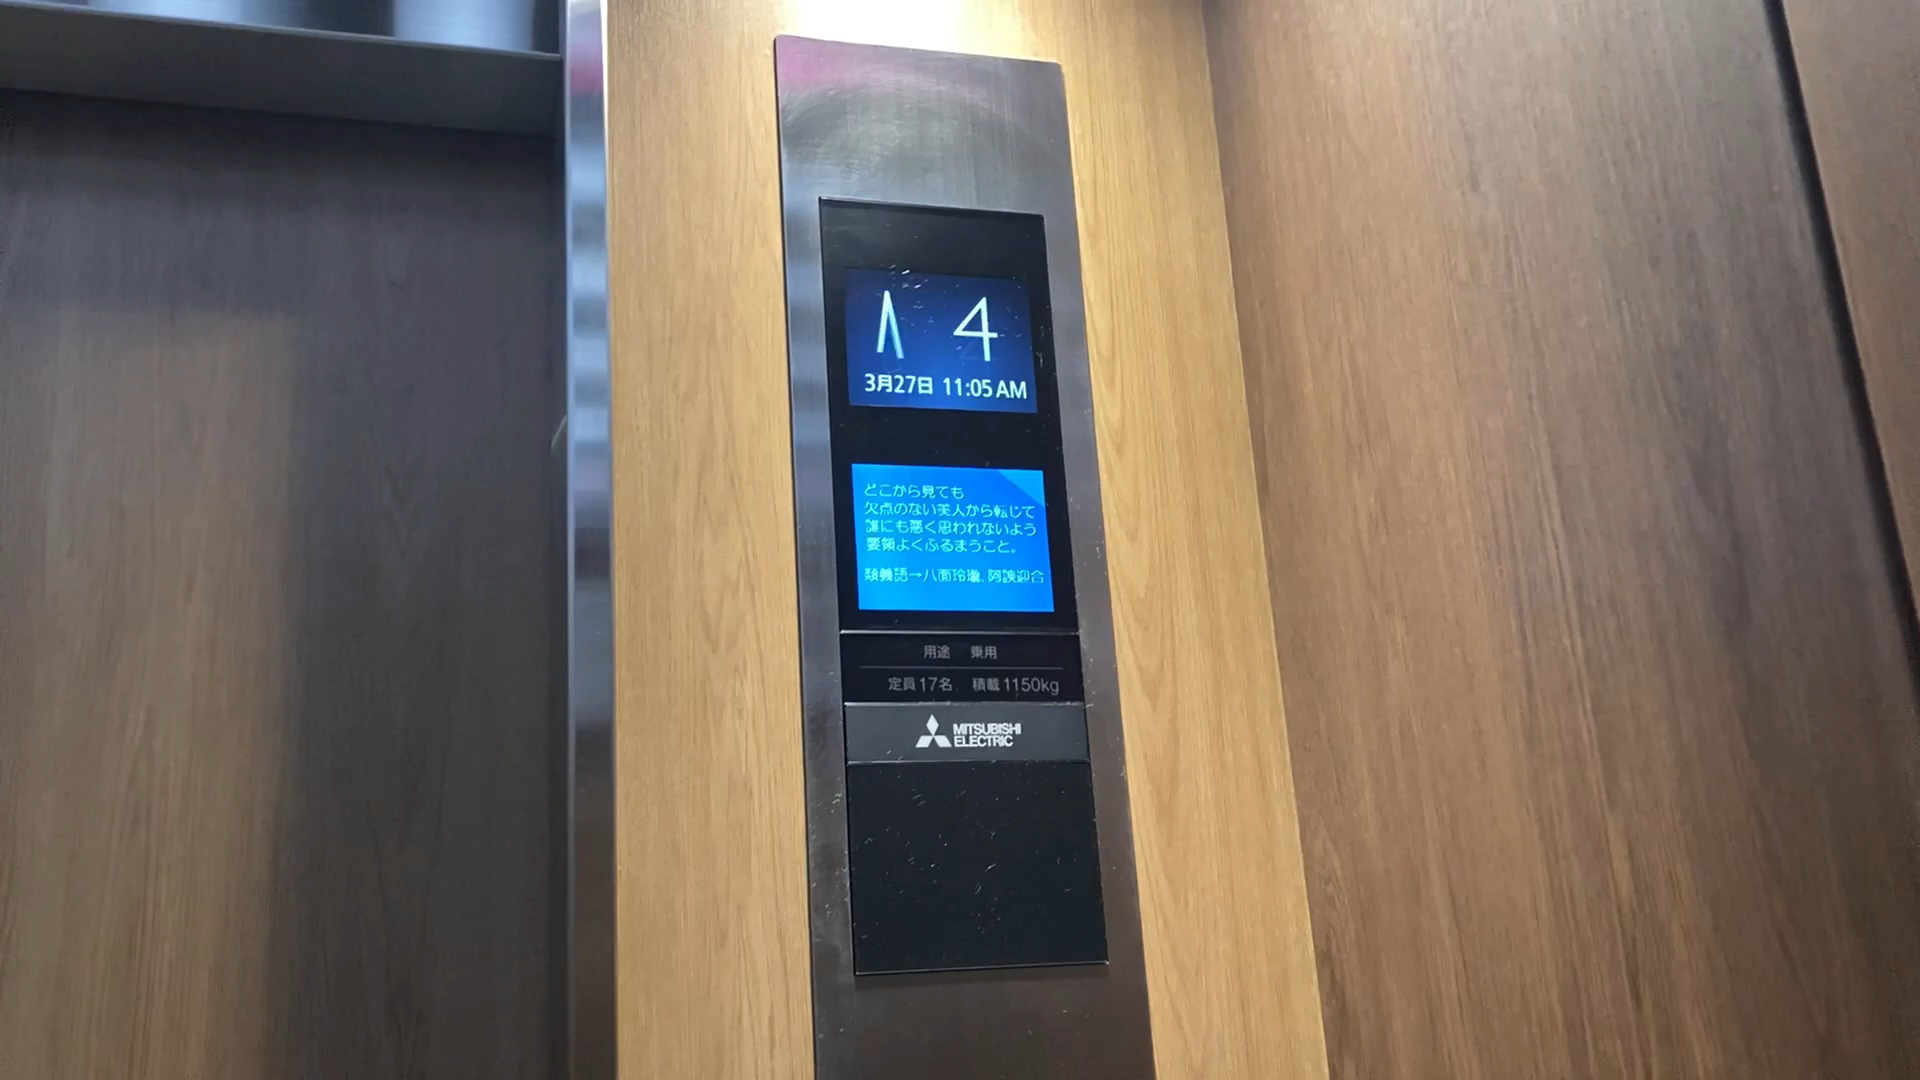 4
3月27日 11:05 AM
どこから見ても
欠点のない美人から転じて
誰にも悪く思われないよう
要領よくふるまうこと。
類義語→八面玲瓏、阿諛迎合
用途 乗用
定員17名 積載1150kg
MITSUBISHI
ELECTRIC